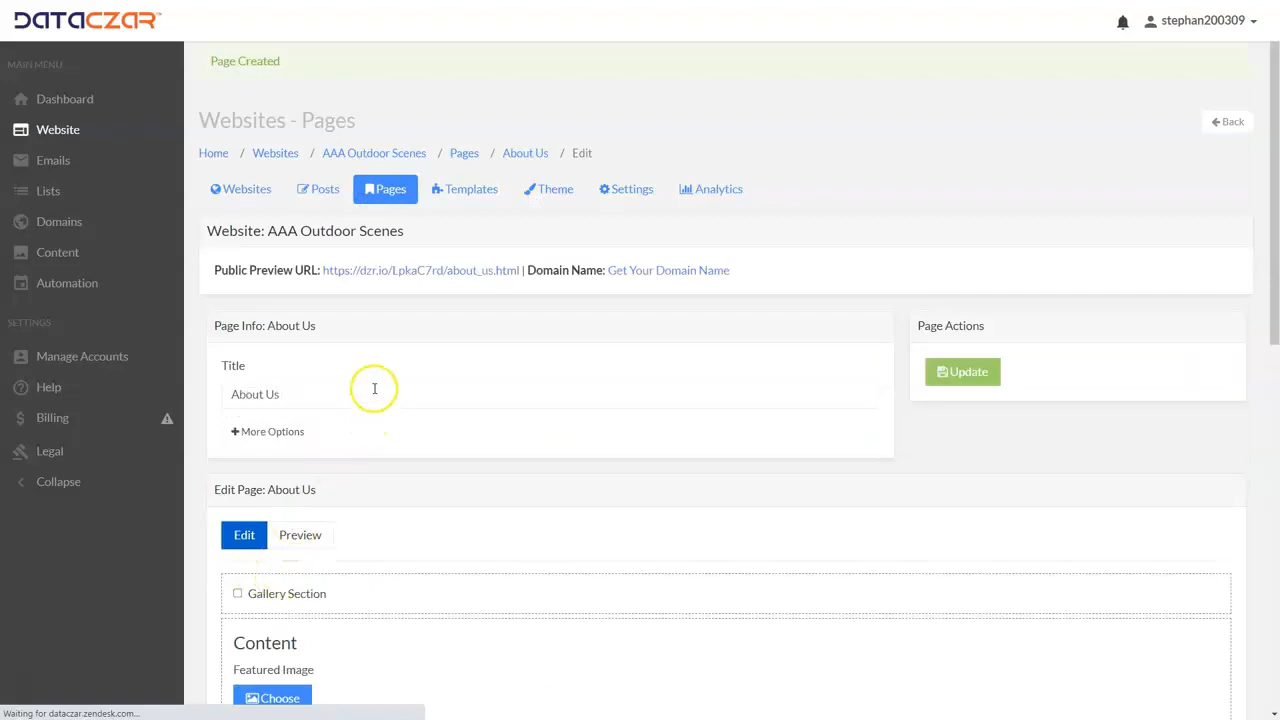 DATACZAR
stephan200309
MAIN MENU
Dashboard
Website
Emails
Lists
Domains
Content
Automation
SETTINGS
Manage Accounts
Help
Billing
Legal
Collapse
Page Created
Websites - Pages
Back
Home / Websites / AAA Outdoor Scenes / Pages / About Us / Edit
Websites Posts Pages Templates Theme Settings Analytics
Website: AAA Outdoor Scenes
Public Preview URL: https://dzr.io/LpkaC7rd/about_us.html | Domain Name: Get Your Domain Name
Page Info: About Us
Title
About Us
+ More Options
Page Actions
Update
Edit Page: About Us
Edit Preview
Gallery Section
Content
Featured Image
Choose
Waiting for dataczar.zendesk.com...